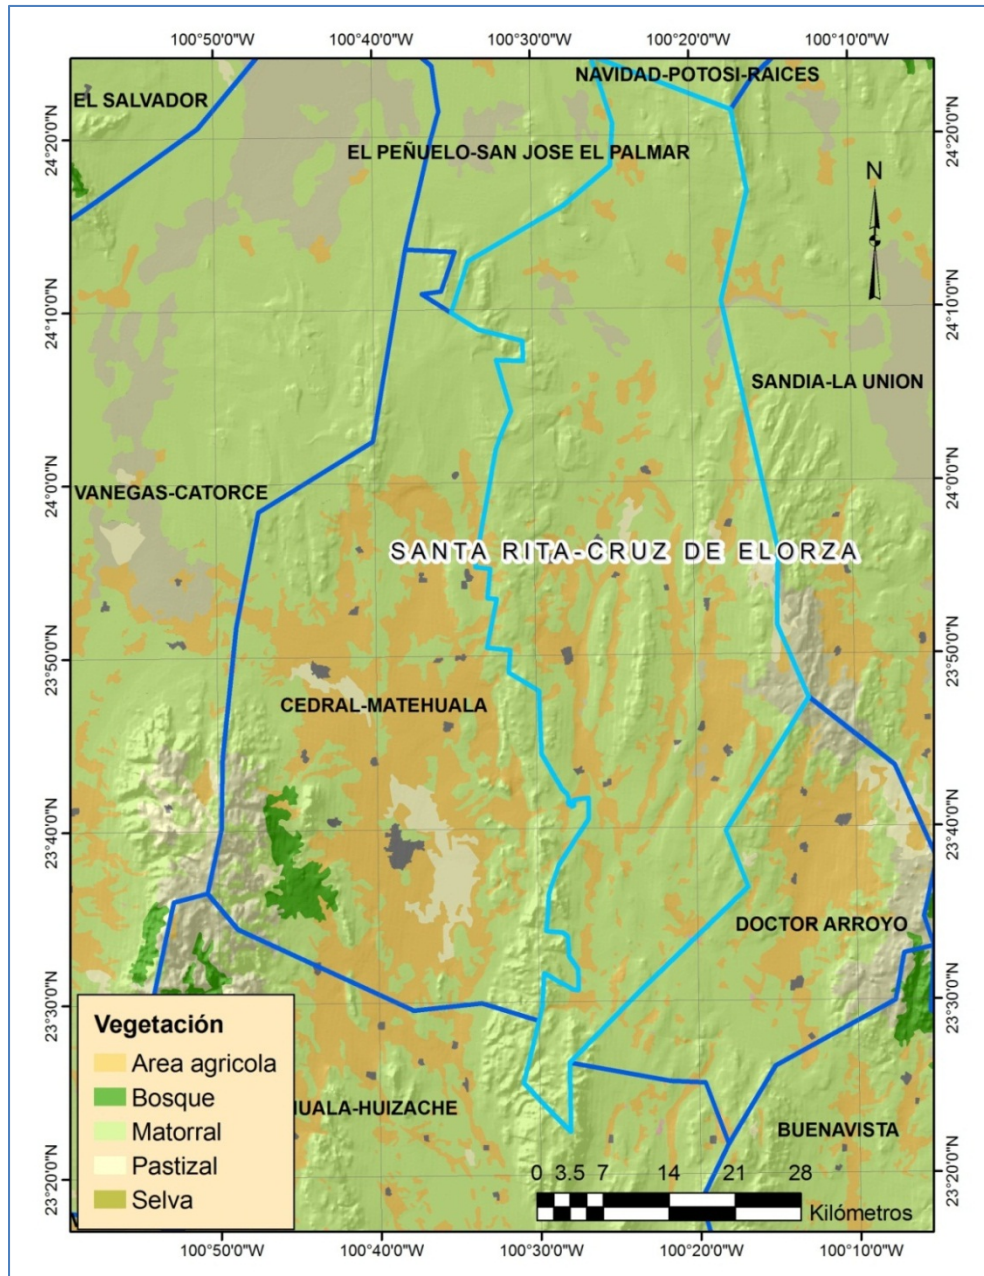 100°50'0"W 100°40'0"W 100°30'0"W 100°20'0"W 100°10'0"W
NAVIDAD-POTOSI-RAICES
EL SALVADOR
24°20'0"N 24°20'0"N
EL PEÑUELO-SAN JOSE EL PALMAR
N
24°10'0"N 24°10'0"N
SANDIA-LA UNION
24°0'0"N 24°0'0"N
VANEGAS-CATORCE
SANTA RITA-CRUZ DE ELORZA
23°50'0"N 23°50'0"N
CEDRAL-MATEHUALA
23°40'0"N 23°40'0"N
DOCTOR ARROYO
23°30'0"N 23°30'0"N
Vegetación
Area agricola
Bosque
Matorral
Pastizal
Selva
HUALA-HUIZACHE
BUENAVISTA
23°20'0"N 23°20'0"N
0 3.5 7 14 21 28
Kilómetros
100°50'0"W 100°40'0"W 100°30'0"W 100°20'0"W 100°10'0"W